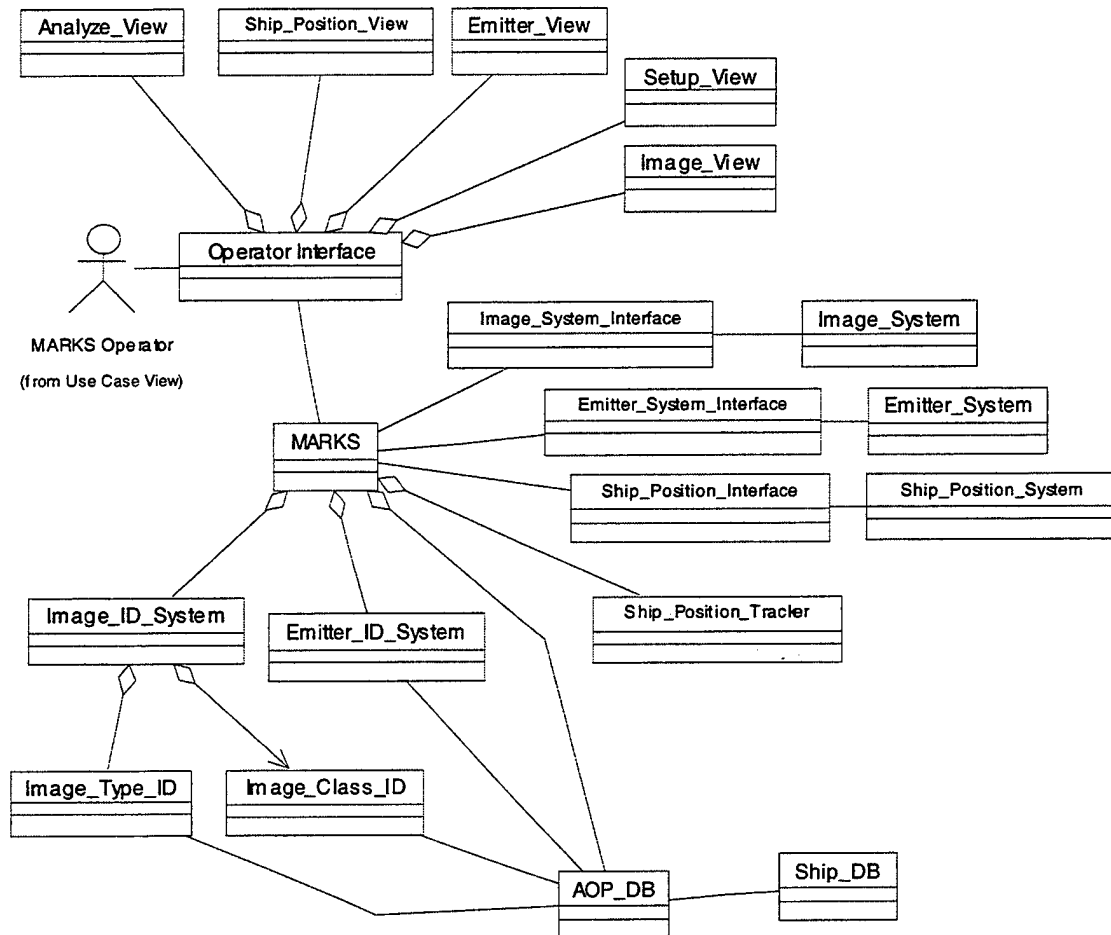 Analyze_View
Ship_Position_View
Emitter_View
Setup_View
Image_View
Operator Interface
MARKS Operator
(from Use Case View)
Image_System_Interface
Image_System
Emitter_System_Interface
Emitter_System
MARKS
Ship_Position_Interface
Ship_Position_System
Image_ID_System
Emitter_ID_System
Ship_Position_Tracker
Image_Type_ID
Image_Class_ID
AOP_DB
Ship_DB